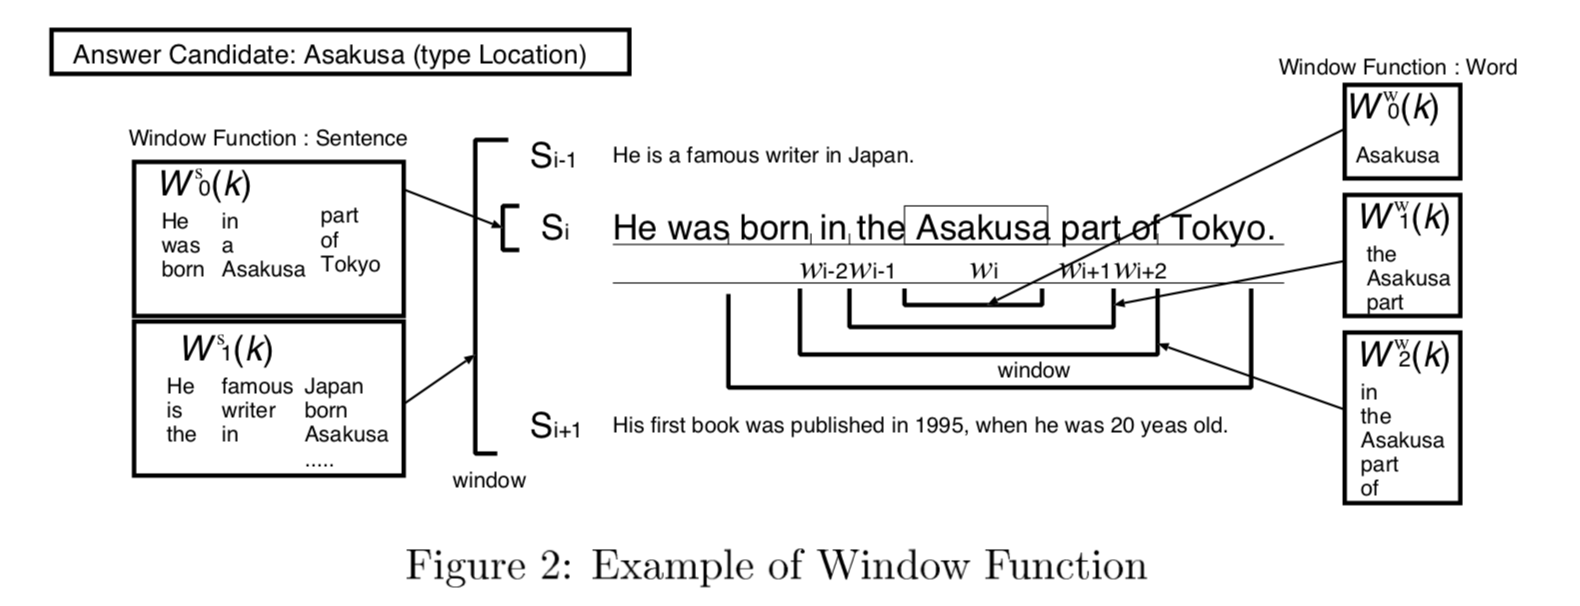 Answer Candidate: Asakusa (type Location)
Window Function : Word
W^w_0(k)
Asakusa
Window Function : Sentence
W^s_0(k)
He in part
was a of
born Asakusa Tokyo
S_i-1 He is a famous writer in Japan.
S_i He was born in the Asakusa part of Tokyo.
w_i-2 w_i-1 w_i w_i+1 w_i+2
window
W^w_1(k)
the
Asakusa
part
W^s_1(k)
He famous Japan
is writer born
the in Asakusa
.....
S_i+1 His first book was published in 1995, when he was 20 yeas old.
window
W^w_2(k)
in
the
Asakusa
part
of
Figure 2: Example of Window Function